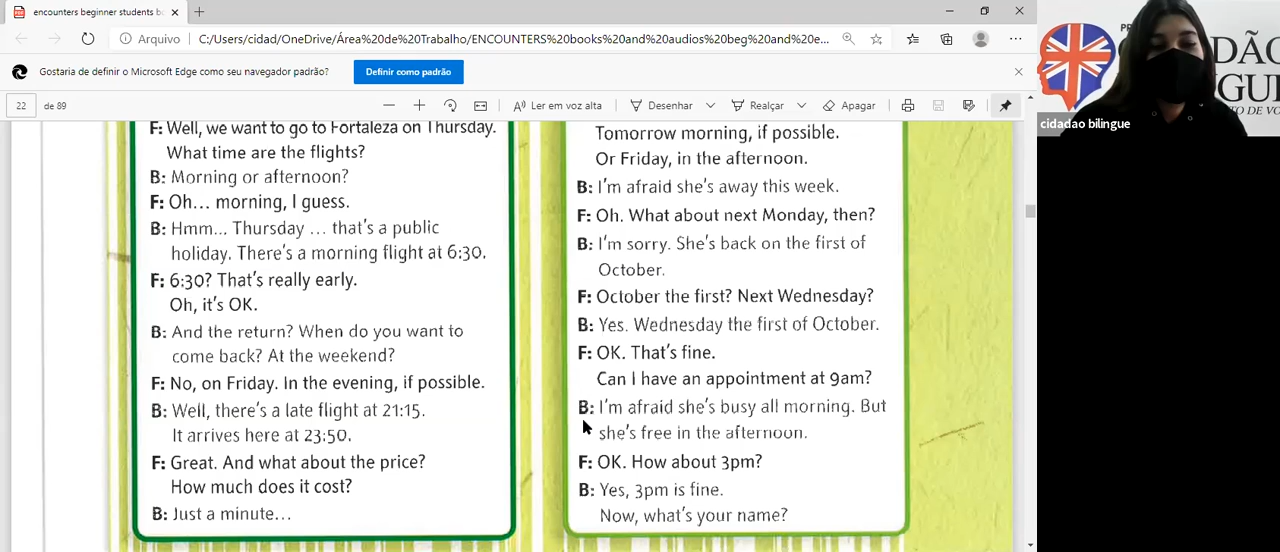 encounters beginner students bo
Arquivo
C:/Users/cidad/OneDrive/Área%20de%20Trabalho/ENCOUNTERS%20books%20and%20audios%20beg%20and%20e...
Gostaria de definir o Microsoft Edge como seu navegador padrão?
Definir como padrão
22 de 89
Ler em voz alta
Desenhar
Realçar
Apagar
F: Well, we want to go to Fortaleza on Thursday.
What time are the flights?
B: Morning or afternoon?
F: Oh... morning, I guess.
B: Hmm... Thursday ... that's a public
holiday. There's a morning flight at 6:30.
F: 6:30? That's really early.
Oh, it's OK.
B: And the return? When do you want to
come back? At the weekend?
F: No, on Friday. In the evening, if possible.
B: Well, there's a late flight at 21:15.
It arrives here at 23:50.
F: Great. And what about the price?
How much does it cost?
B: Just a minute...
Tomorrow morning, if possible.
Or Friday, in the afternoon.
B: I'm afraid she's away this week.
F: Oh. What about next Monday, then?
B: I'm sorry. She's back on the first of
October.
F: October the first? Next Wednesday?
B: Yes. Wednesday the first of October.
F: OK. That's fine.
Can I have an appointment at 9am?
B: I'm afraid she's busy all morning. But
she's free in the afternoon.
F: OK. How about 3pm?
B: Yes, 3pm is fine.
Now, what's your name?
cidadao bilingue